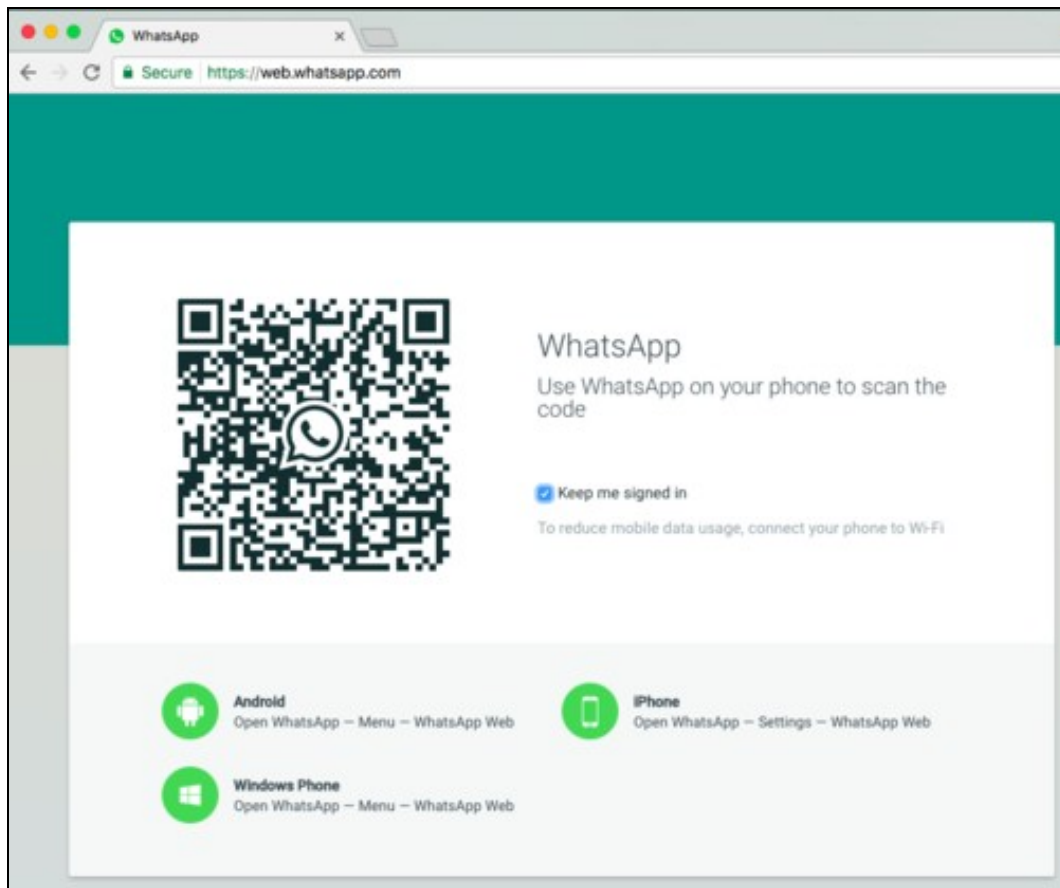 WhatsApp
Secure https://web.whatsapp.com
WhatsApp
Use WhatsApp on your phone to scan the
code
Keep me signed in
To reduce mobile data usage, connect your phone to Wi-Fi
Android
Open WhatsApp – Menu – WhatsApp Web
iPhone
Open WhatsApp – Settings – WhatsApp Web
Windows Phone
Open WhatsApp – Menu – WhatsApp Web